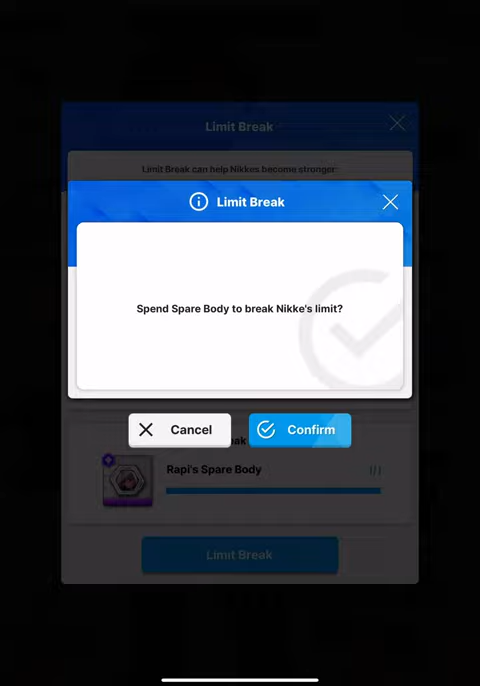 Limit Break
Limit Break can help Nikkes become stronger.
Limit Break
Spend Spare Body to break Nikke's limit?
Cancel
Confirm
Rapi's Spare Body
1/1
Limit Break